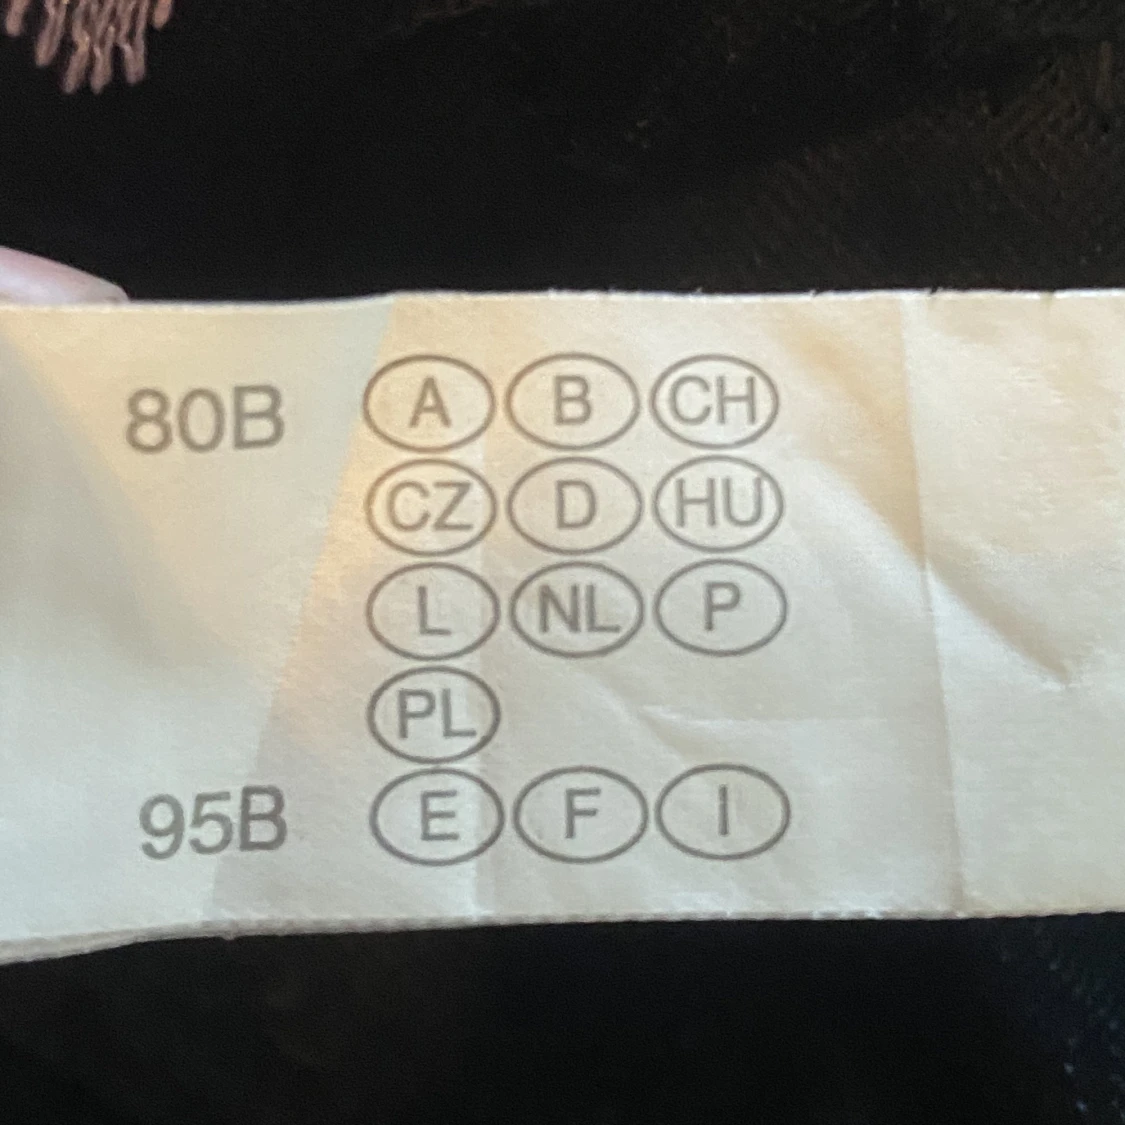 80B A B CH
CZ D HU
L NL P
PL
95B E F I